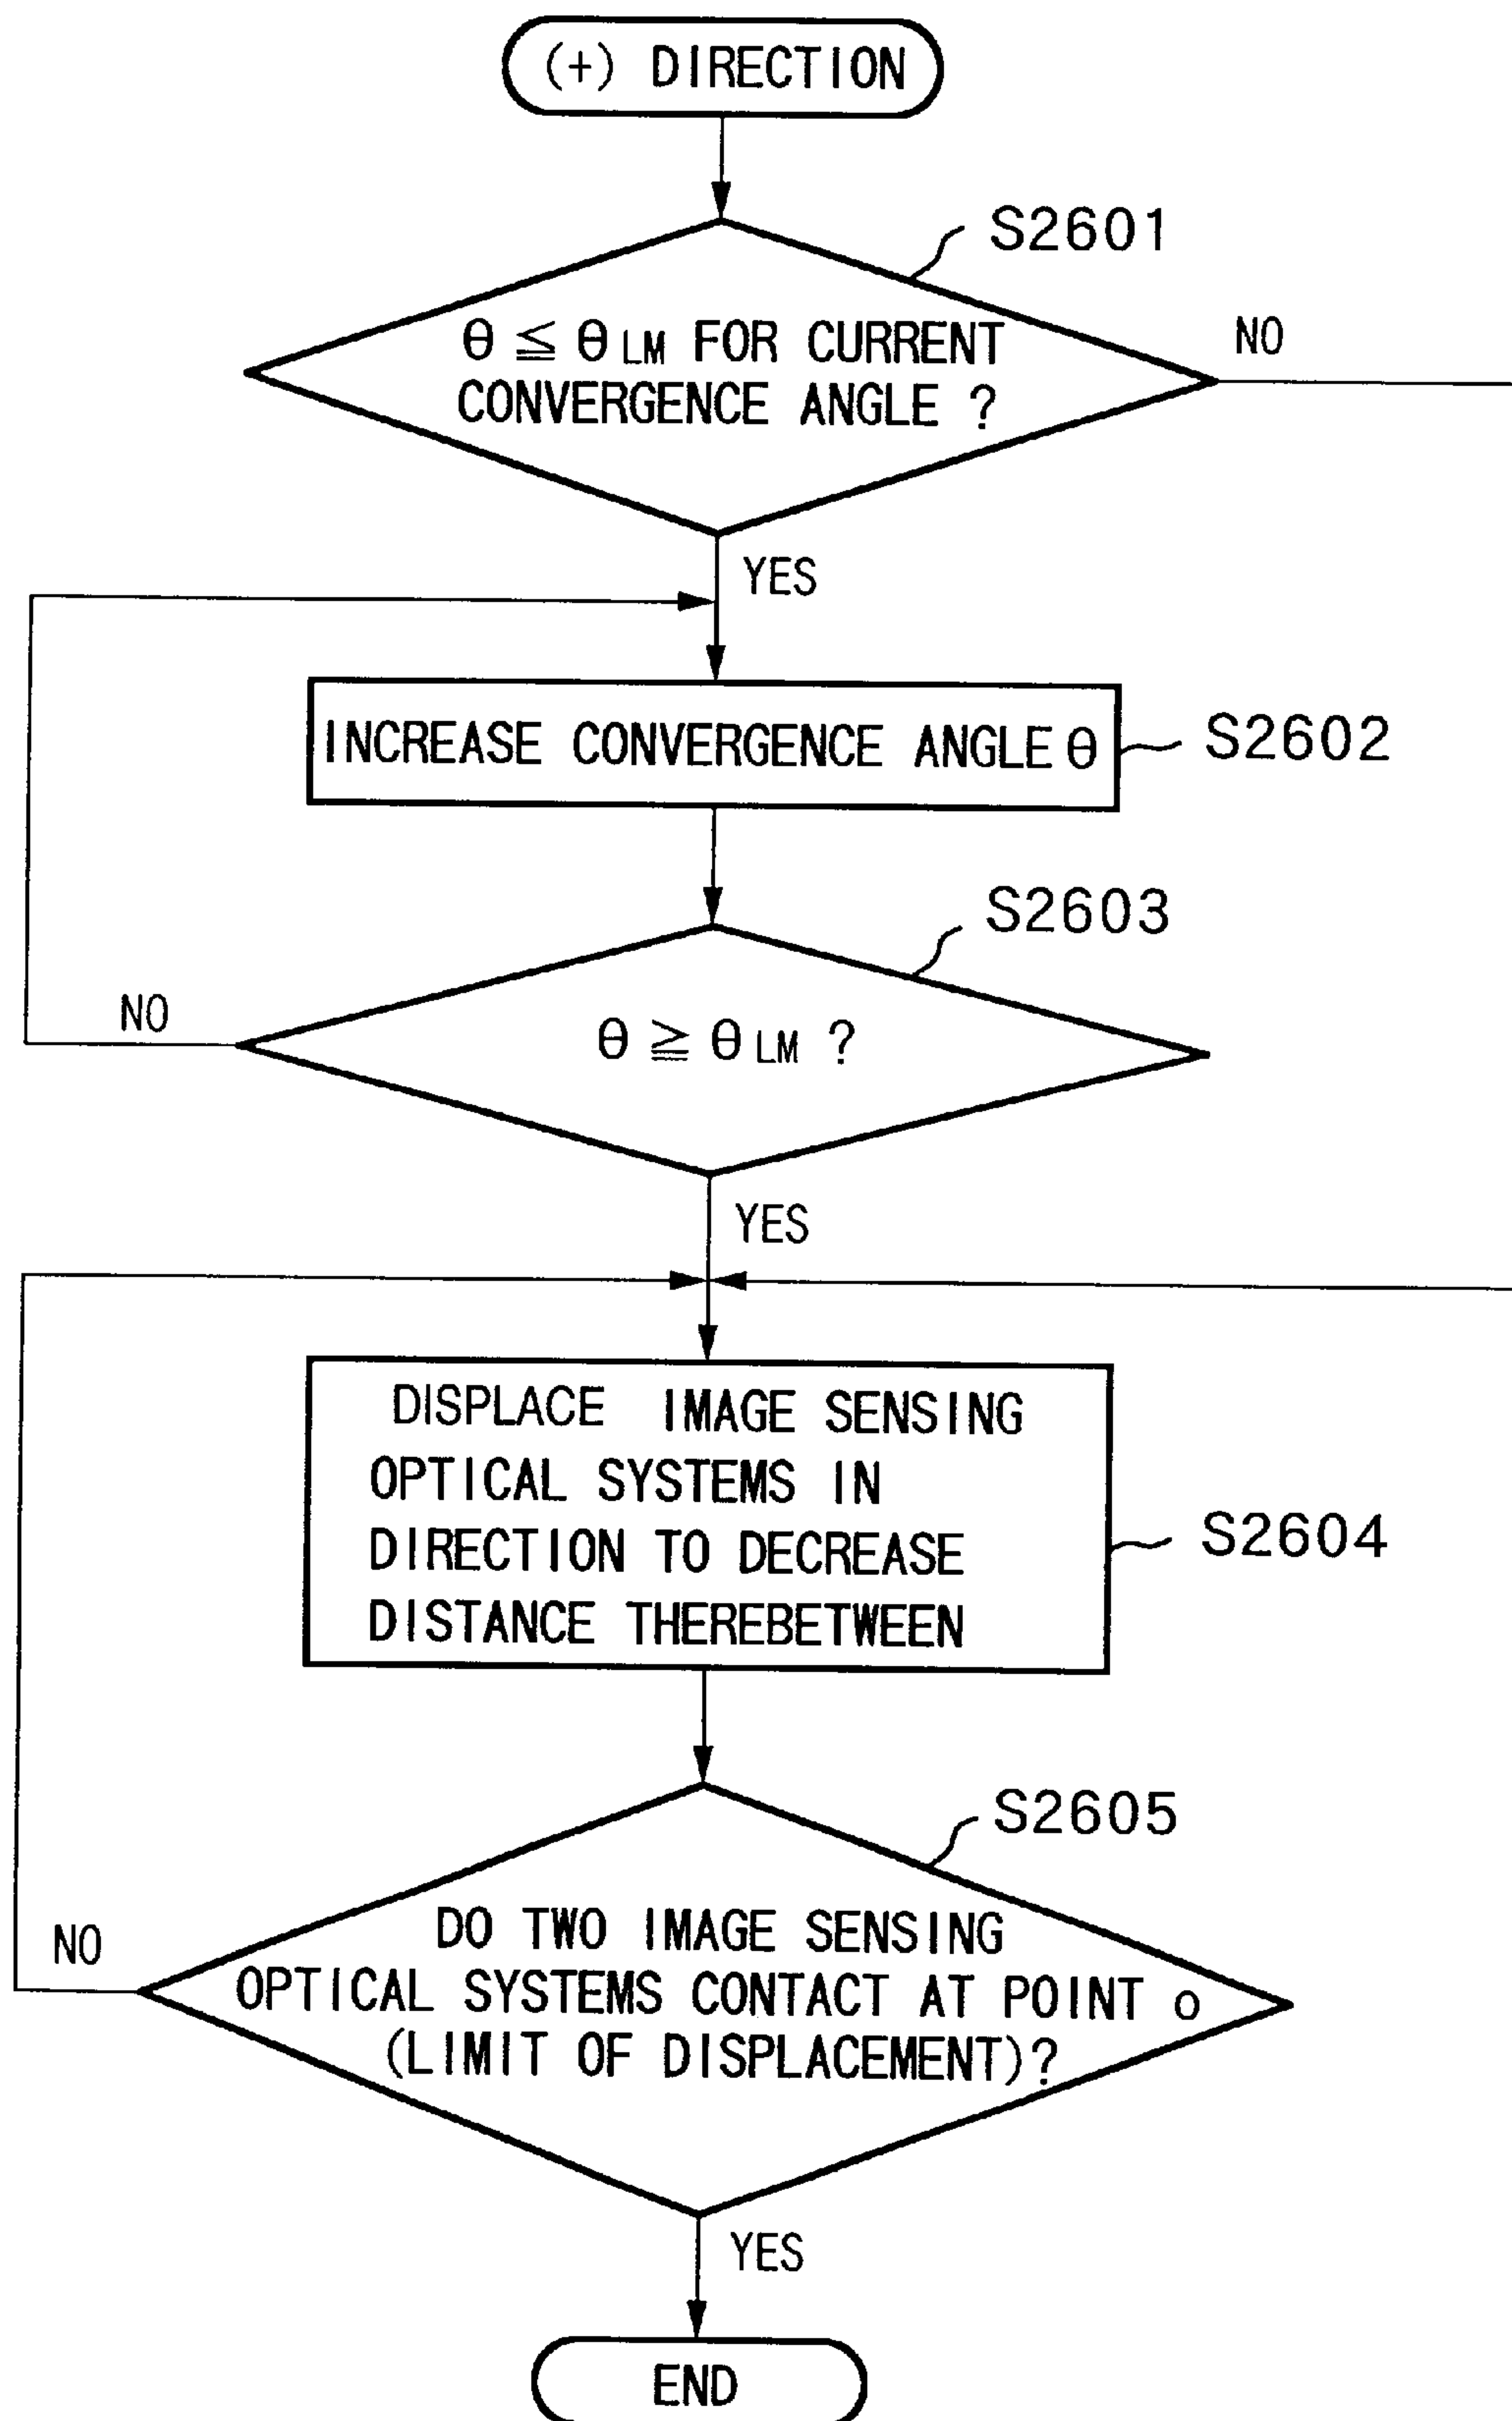 (+) DIRECTION
S2601
θ ≦ θLM FOR CURRENT
CONVERGENCE ANGLE ?
NO
YES
INCREASE CONVERGENCE ANGLE θ
S2602
S2603
θ ≧ θLM ?
NO
YES
DISPLACE IMAGE SENSING
OPTICAL SYSTEMS IN
DIRECTION TO DECREASE
DISTANCE THEREBETWEEN
S2604
S2605
DO TWO IMAGE SENSING
OPTICAL SYSTEMS CONTACT AT POINT o
(LIMIT OF DISPLACEMENT)?
NO
YES
END